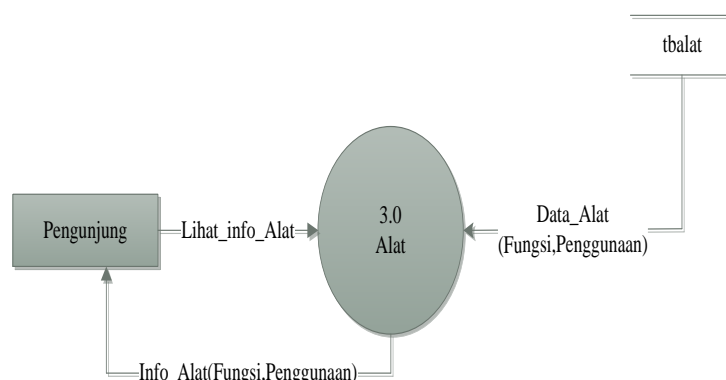 tbalat
Pengunjung
Lihat_info_Alat
3.0
Alat
Data_Alat
(Fungsi,Penggunaan)
Info_Alat(Fungsi,Penggunaan)